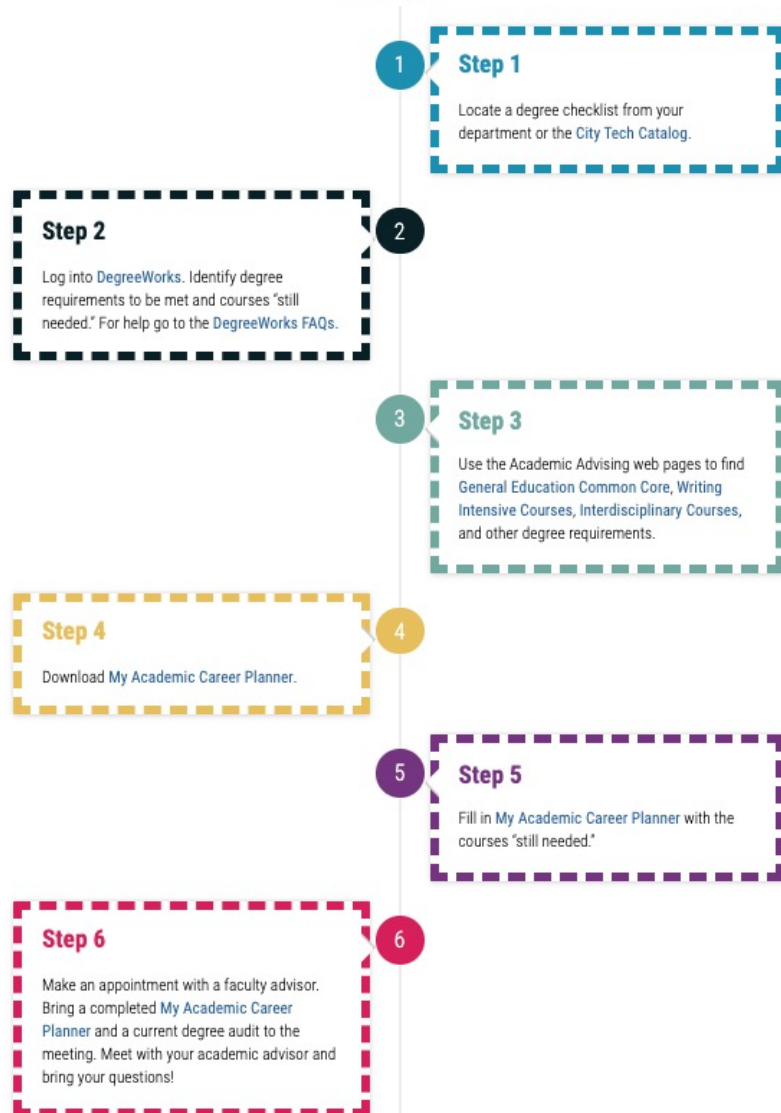 1
Step 1
Locate a degree checklist from your
department or the City Tech Catalog.
2
Step 2
Log into DegreeWorks. Identify degree
requirements to be met and courses “still
needed.” For help go to the DegreeWorks FAQs.
3
Step 3
Use the Academic Advising web pages to find
General Education Common Core, Writing
Intensive Courses, Interdisciplinary Courses,
and other degree requirements.
4
Step 4
Download My Academic Career Planner.
5
Step 5
Fill in My Academic Career Planner with the
courses “still needed.”
6
Step 6
Make an appointment with a faculty advisor.
Bring a completed My Academic Career
Planner and a current degree audit to the
meeting. Meet with your academic advisor and
bring your questions!